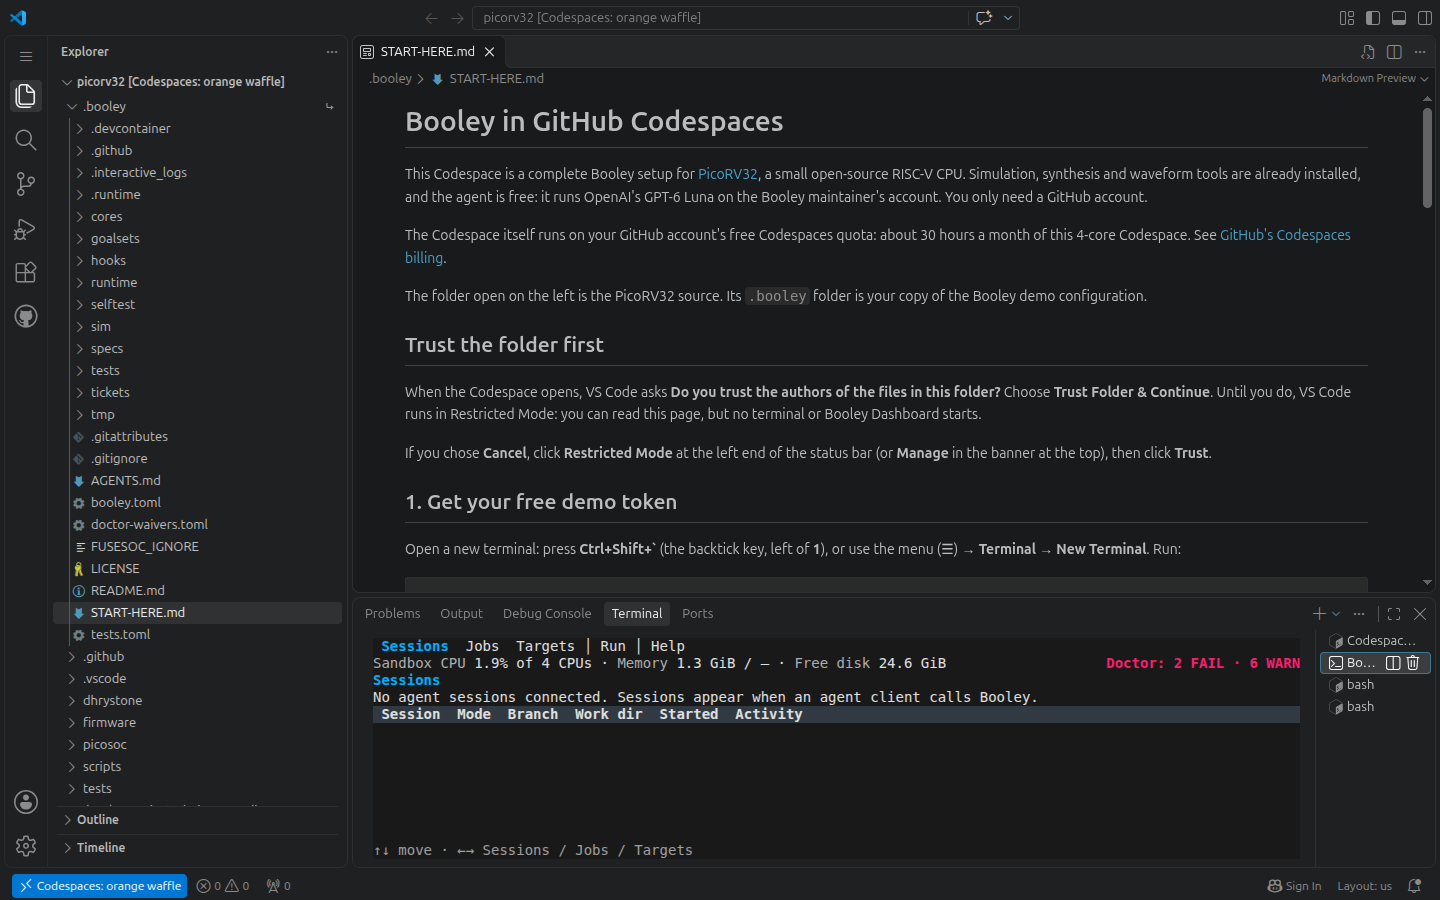 picorv32 [Codespaces: orange waffle]
Explorer
picorv32 [Codespaces: orange waffle]
.booley
.devcontainer
.github
.interactive_logs
.runtime
cores
goalsets
hooks
runtime
selftest
sim
specs
tests
tickets
tmp
.gitattributes
.gitignore
AGENTS.md
booley.toml
doctor-waivers.toml
FUSESOC_IGNORE
LICENSE
README.md
START-HERE.md
tests.toml
.github
.vscode
dhrystone
firmware
picosoc
scripts
tests
Outline
Timeline
START-HERE.md
.booley > START-HERE.md
Markdown Preview
Booley in GitHub Codespaces
This Codespace is a complete Booley setup for PicoRV32, a small open-source RISC-V CPU. Simulation, synthesis and waveform tools are already installed,
and the agent is free: it runs OpenAI's GPT-6 Luna on the Booley maintainer's account. You only need a GitHub account.
The Codespace itself runs on your GitHub account's free Codespaces quota: about 30 hours a month of this 4-core Codespace. See GitHub's Codespaces
billing.
The folder open on the left is the PicoRV32 source. Its .booley folder is your copy of the Booley demo configuration.
Trust the folder first
When the Codespace opens, VS Code asks Do you trust the authors of the files in this folder? Choose Trust Folder & Continue. Until you do, VS Code
runs in Restricted Mode: you can read this page, but no terminal or Booley Dashboard starts.
If you chose Cancel, click Restricted Mode at the left end of the status bar (or Manage in the banner at the top), then click Trust.
1. Get your free demo token
Open a new terminal: press Ctrl+Shift+` (the backtick key, left of 1), or use the menu (☰) → Terminal → New Terminal. Run:
Problems Output Debug Console Terminal Ports
Sessions Jobs Targets | Run | Help
Sandbox CPU 1.9% of 4 CPUs · Memory 1.3 GiB / — · Free disk 24.6 GiB Doctor: 2 FAIL · 6 WARN
Sessions
No agent sessions connected. Sessions appear when an agent client calls Booley.
Session Mode Branch Work dir Started Activity
↑↓ move · ←→ Sessions / Jobs / Targets
Codespac...
Bo...
bash
bash
Codespaces: orange waffle 0 0 0
Sign In Layout: us